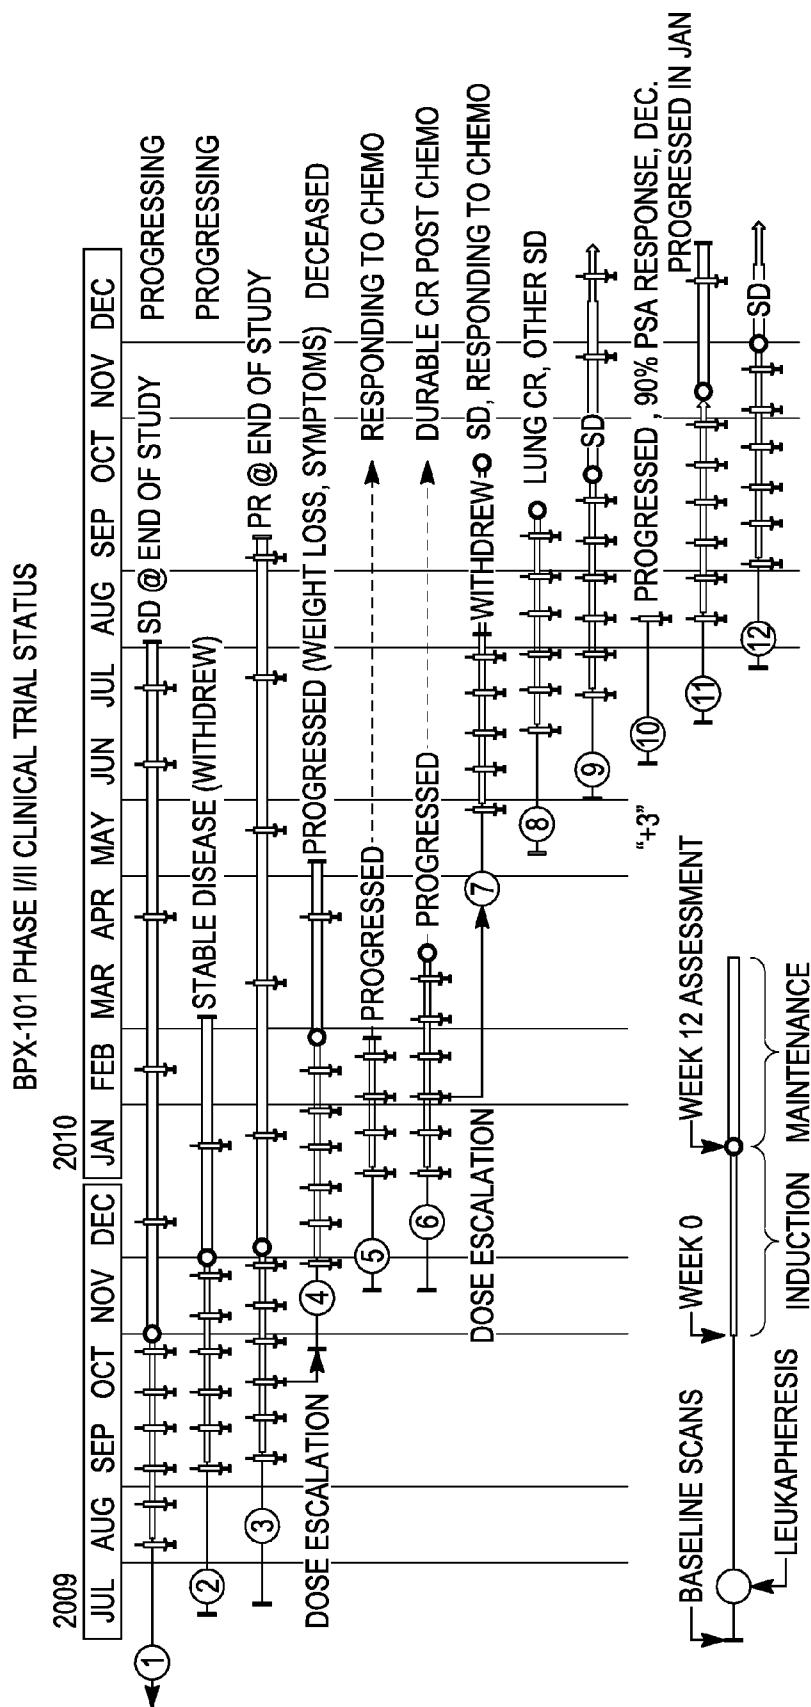 BPX-101 PHASE I/II CLINICAL TRIAL STATUS
2009 2010
JUL AUG SEP OCT NOV DEC JAN FEB MAR APR MAY JUN JUL AUG SEP OCT NOV DEC
1 SD @ END OF STUDY PROGRESSING
2 STABLE DISEASE (WITHDREW) PROGRESSING
3 PR @ END OF STUDY
DOSE ESCALATION 4 PROGRESSED (WEIGHT LOSS, SYMPTOMS) DECEASED
5 PROGRESSED RESPONDING TO CHEMO
6 PROGRESSED DURABLE CR POST CHEMO
DOSE ESCALATION 7 WITHDREW SD, RESPONDING TO CHEMO
8 LUNG CR, OTHER SD
9 SD
"+3" 10 PROGRESSED, 90% PSA RESPONSE, DEC.
PROGRESSED IN JAN
11
12 SD
BASELINE SCANS WEEK 0 WEEK 12 ASSESSMENT
LEUKAPHERESIS INDUCTION MAINTENANCE